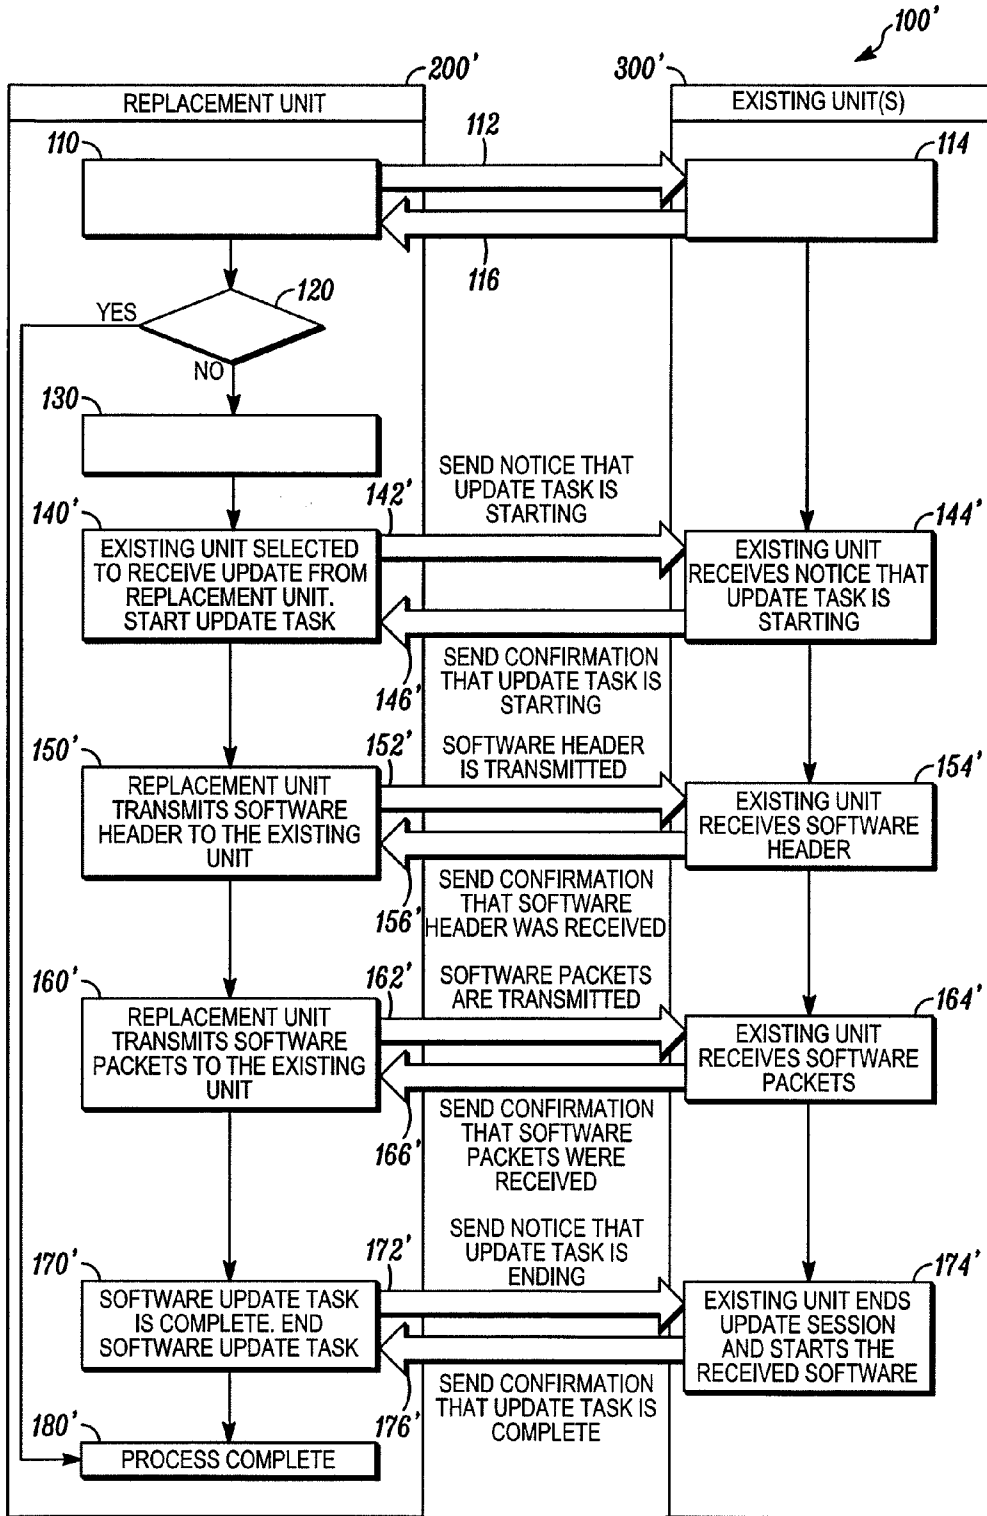 100'
200'
300'
REPLACEMENT UNIT
EXISTING UNIT(S)
110
112
114
116
120
YES
NO
130
SEND NOTICE THAT
UPDATE TASK IS
STARTING
140'
142'
144'
EXISTING UNIT SELECTED
TO RECEIVE UPDATE FROM
REPLACEMENT UNIT.
START UPDATE TASK
EXISTING UNIT
RECEIVES NOTICE THAT
UPDATE TASK IS
STARTING
146'
SEND CONFIRMATION
THAT UPDATE TASK IS
STARTING
150'
152'
SOFTWARE HEADER
IS TRANSMITTED
154'
REPLACEMENT UNIT
TRANSMITS SOFTWARE
HEADER TO THE EXISTING
UNIT
EXISTING UNIT
RECEIVES SOFTWARE
HEADER
156'
SEND CONFIRMATION
THAT SOFTWARE
HEADER WAS RECEIVED
160'
162'
SOFTWARE PACKETS
ARE TRANSMITTED
164'
REPLACEMENT UNIT
TRANSMITS SOFTWARE
PACKETS TO THE EXISTING
UNIT
EXISTING UNIT
RECEIVES SOFTWARE
PACKETS
166'
SEND CONFIRMATION
THAT SOFTWARE
PACKETS WERE
RECEIVED
170'
172'
SEND NOTICE THAT
UPDATE TASK IS
ENDING
174'
SOFTWARE UPDATE TASK
IS COMPLETE. END
SOFTWARE UPDATE TASK
EXISTING UNIT ENDS
UPDATE SESSION
AND STARTS THE
RECEIVED SOFTWARE
176'
SEND CONFIRMATION
THAT UPDATE TASK IS
COMPLETE
180'
PROCESS COMPLETE